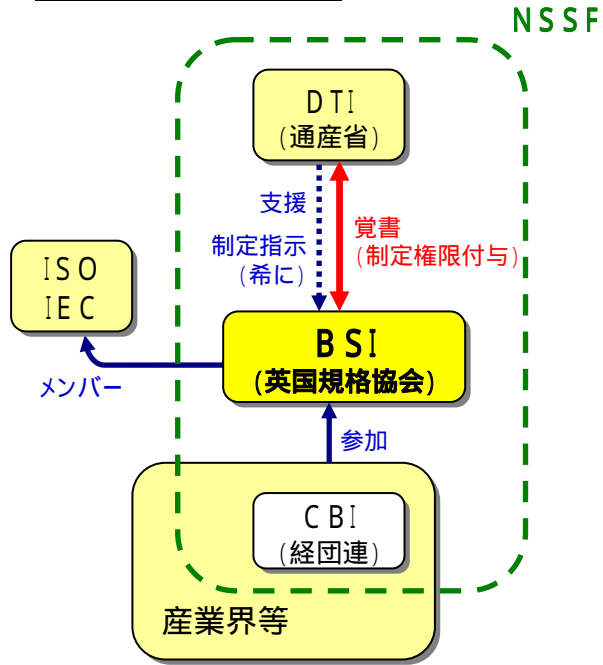 NSSF
DTI
(通産省)
支援
制定指示
(希に)
覚書
(制定権限付与)
ISO
IEC
BSI
(英国規格協会)
メンバー
参加
CBI
(経団連)
産業界等